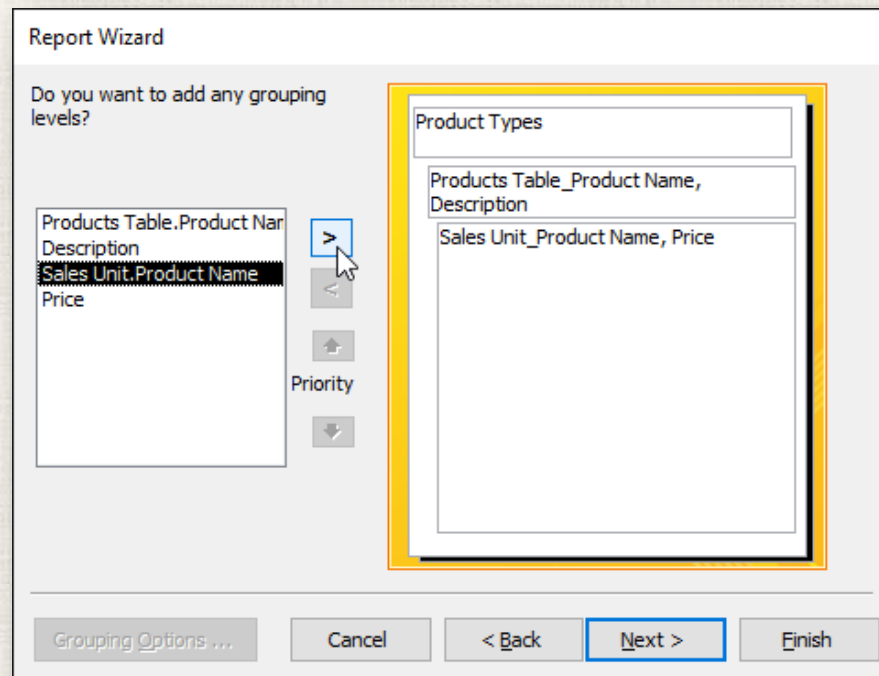 Report Wizard
Do you want to add any grouping
levels?
Products Table.Product Nar
Description
Sales Unit.Product Name
Price
>
<
Priority
Product Types
Products Table_Product Name,
Description
Sales Unit_Product Name, Price
Grouping Options ...
Cancel
< Back
Next >
Finish